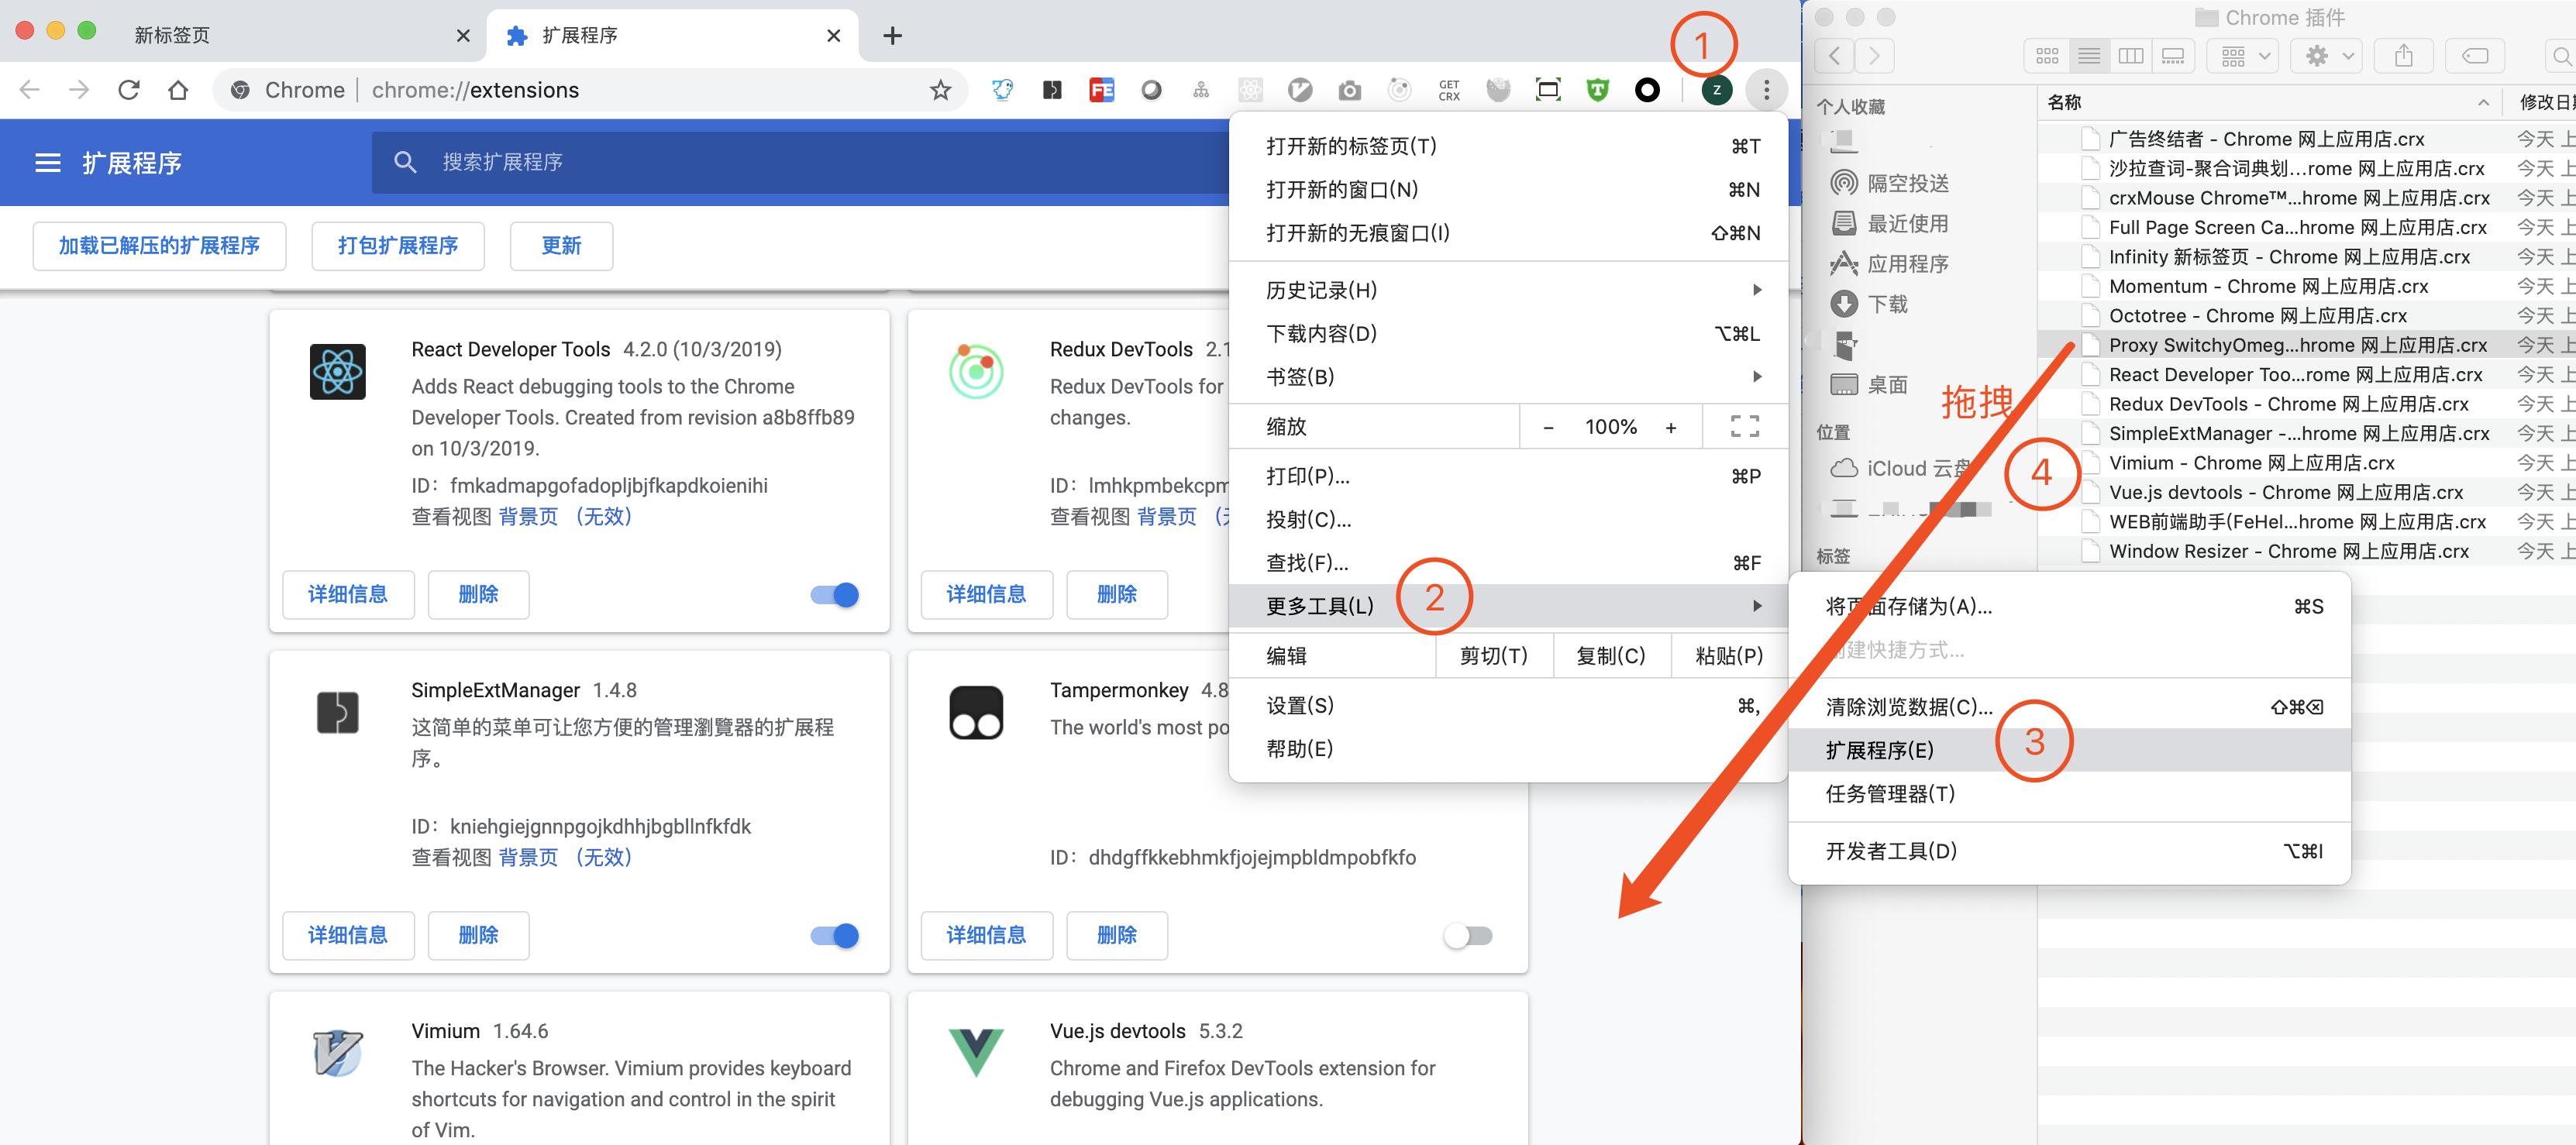 新标签页
扩展程序
Chrome 插件
①
Chrome
chrome://extensions
FE
GET CRX
T
z
扩展程序
搜索扩展程序
加载已解压的扩展程序
打包扩展程序
更新
React Developer Tools 4.2.0 (10/3/2019)
Adds React debugging tools to the Chrome
Developer Tools. Created from revision a8b8ffb89
on 10/3/2019.
ID: fmkadmapgofadopljbjfkapdkoienihi
查看视图 背景页 （无效）
详细信息
删除
Redux DevTools 2.1
Redux DevTools for
changes.
ID: lmhkpmbekcpm
查看视图 背景页
详细信息
删除
SimpleExtManager 1.4.8
这简单的菜单可让您方便的管理瀏覽器的扩展程
序。
ID: kniehgiejgnnpgojkdhhjbgbllnfkfdk
查看视图 背景页 （无效）
详细信息
删除
Tampermonkey 4.8
The world's most po
ID: dhdgffkkebhmkfjojejmpbldmpobfkfo
详细信息
删除
Vimium 1.64.6
The Hacker's Browser. Vimium provides keyboard
shortcuts for navigation and control in the spirit
of Vim.
Vue.js devtools 5.3.2
Chrome and Firefox DevTools extension for
debugging Vue.js applications.
打开新的标签页(T) ⌘T
打开新的窗口(N) ⌘N
打开新的无痕窗口(I) ⇧⌘N
历史记录(H)
下载内容(D) ⌥⌘L
书签(B)
缩放 − 100% +
打印(P)... ⌘P
投射(C)...
查找(F)... ⌘F
更多工具(L)
②
编辑 剪切(T) 复制(C) 粘贴(P)
设置(S) ⌘,
帮助(E)
将页面存储为(A)... ⌘S
建快捷方式...
清除浏览数据(C)... ⇧⌘⌫
扩展程序(E)
③
任务管理器(T)
开发者工具(D) ⌥⌘I
个人收藏
隔空投送
最近使用
应用程序
下载
桌面
位置
iCloud 云盘
标签
拖拽
④
名称 修改日
广告终结者 - Chrome 网上应用店.crx 今天 上
沙拉查词-聚合词典划...rome 网上应用店.crx 今天 上
crxMouse Chrome™...hrome 网上应用店.crx 今天 上
Full Page Screen Ca...hrome 网上应用店.crx 今天 上
Infinity 新标签页 - Chrome 网上应用店.crx 今天 上
Momentum - Chrome 网上应用店.crx 今天 上
Octotree - Chrome 网上应用店.crx 今天 上
Proxy SwitchyOmeg...hrome 网上应用店.crx 今天 上
React Developer Too...rome 网上应用店.crx 今天 上
Redux DevTools - Chrome 网上应用店.crx 今天 上
SimpleExtManager -...hrome 网上应用店.crx 今天 上
Vimium - Chrome 网上应用店.crx 今天 上
Vue.js devtools - Chrome 网上应用店.crx 今天 上
WEB前端助手(FeHel...hrome 网上应用店.crx 今天 上
Window Resizer - Chrome 网上应用店.crx 今天 上